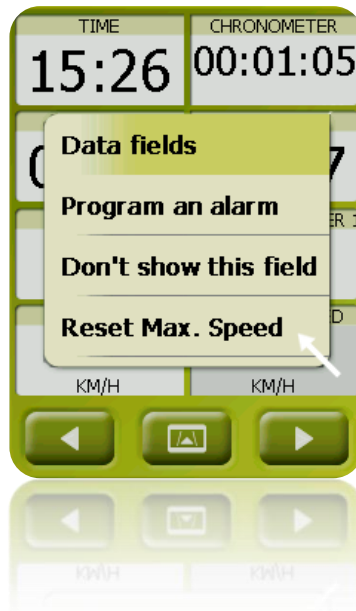 TIME CHRONOMETER
15:26 00:01:05
Data fields
Program an alarm
Don't show this field
Reset Max. Speed
KM/H KM/H